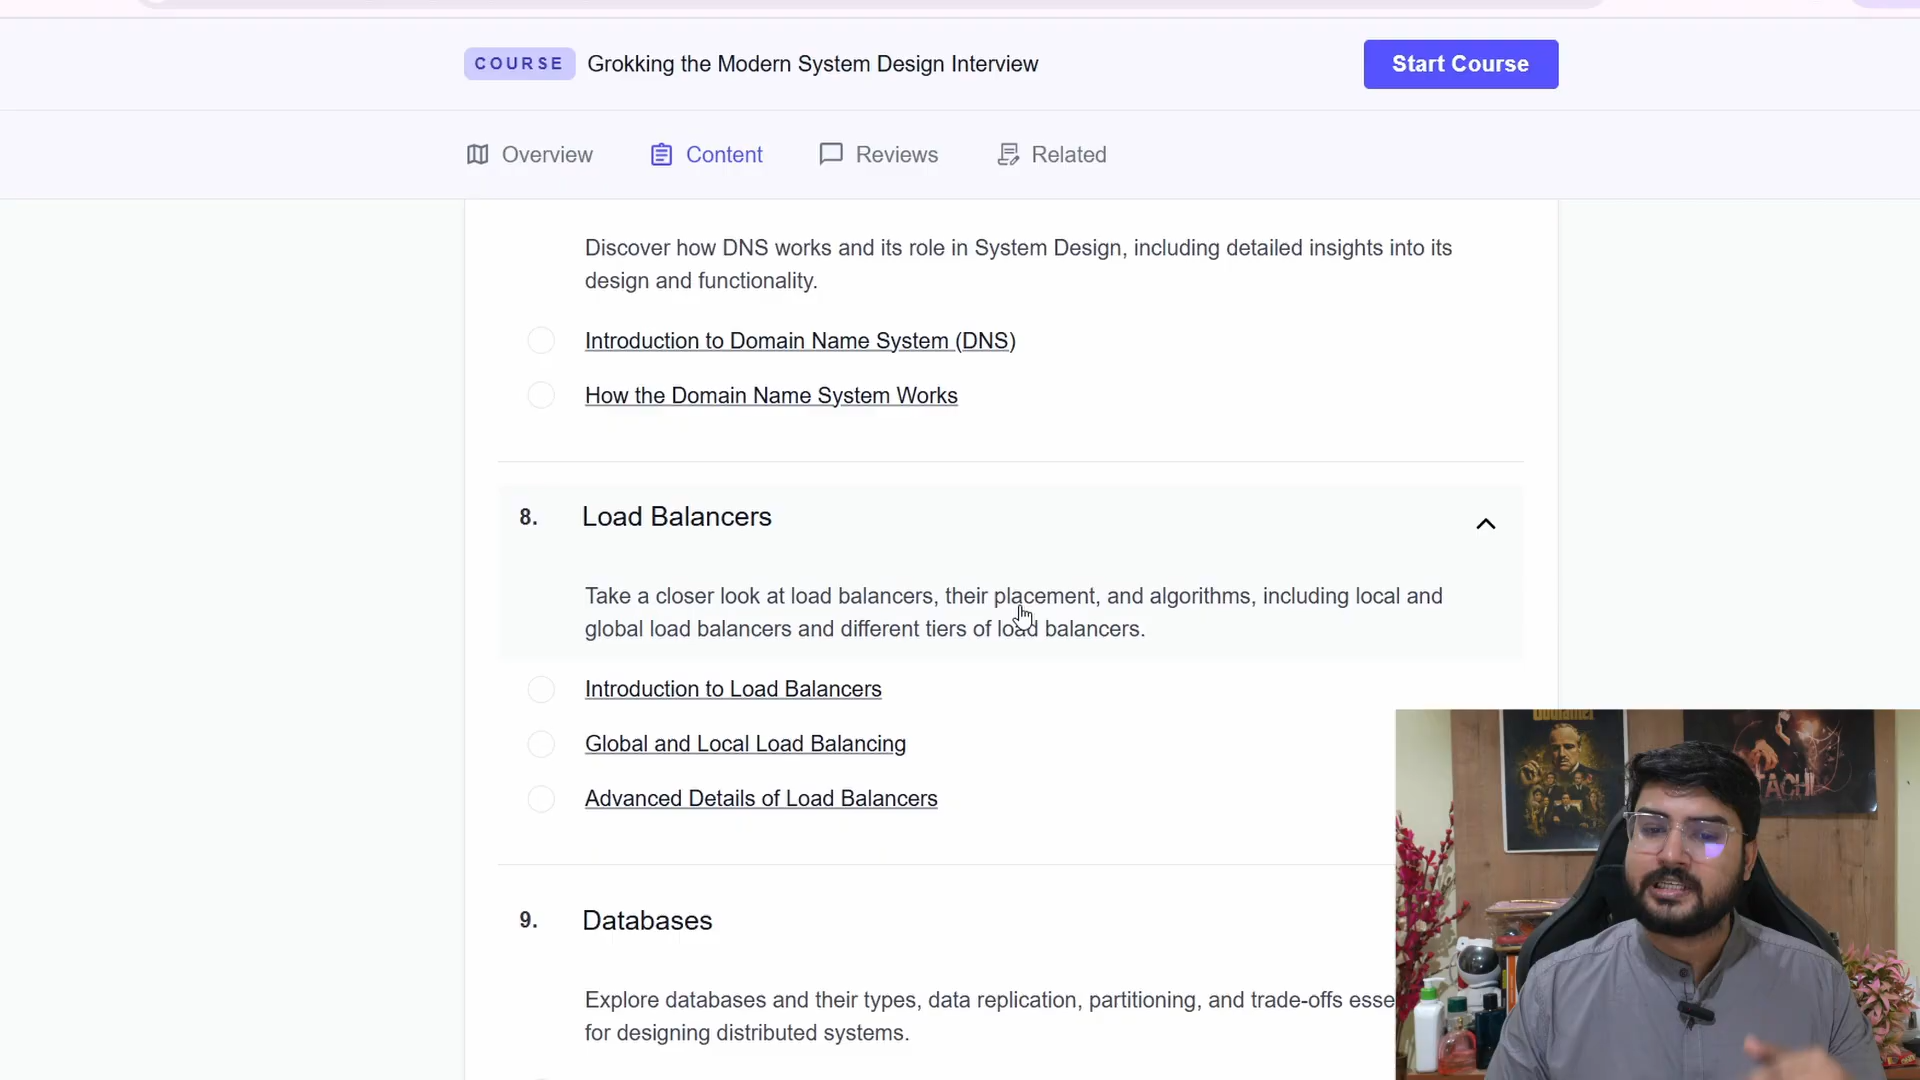 COURSE Grokking the Modern System Design Interview Start Course
Overview Content Reviews Related
Discover how DNS works and its role in System Design, including detailed insights into its
design and functionality.
Introduction to Domain Name System (DNS)
How the Domain Name System Works
8. Load Balancers
Take a closer look at load balancers, their placement, and algorithms, including local and
global load balancers and different tiers of load balancers.
Introduction to Load Balancers
Global and Local Load Balancing
Advanced Details of Load Balancers
9. Databases
Explore databases and their types, data replication, partitioning, and trade-offs esse
for designing distributed systems.